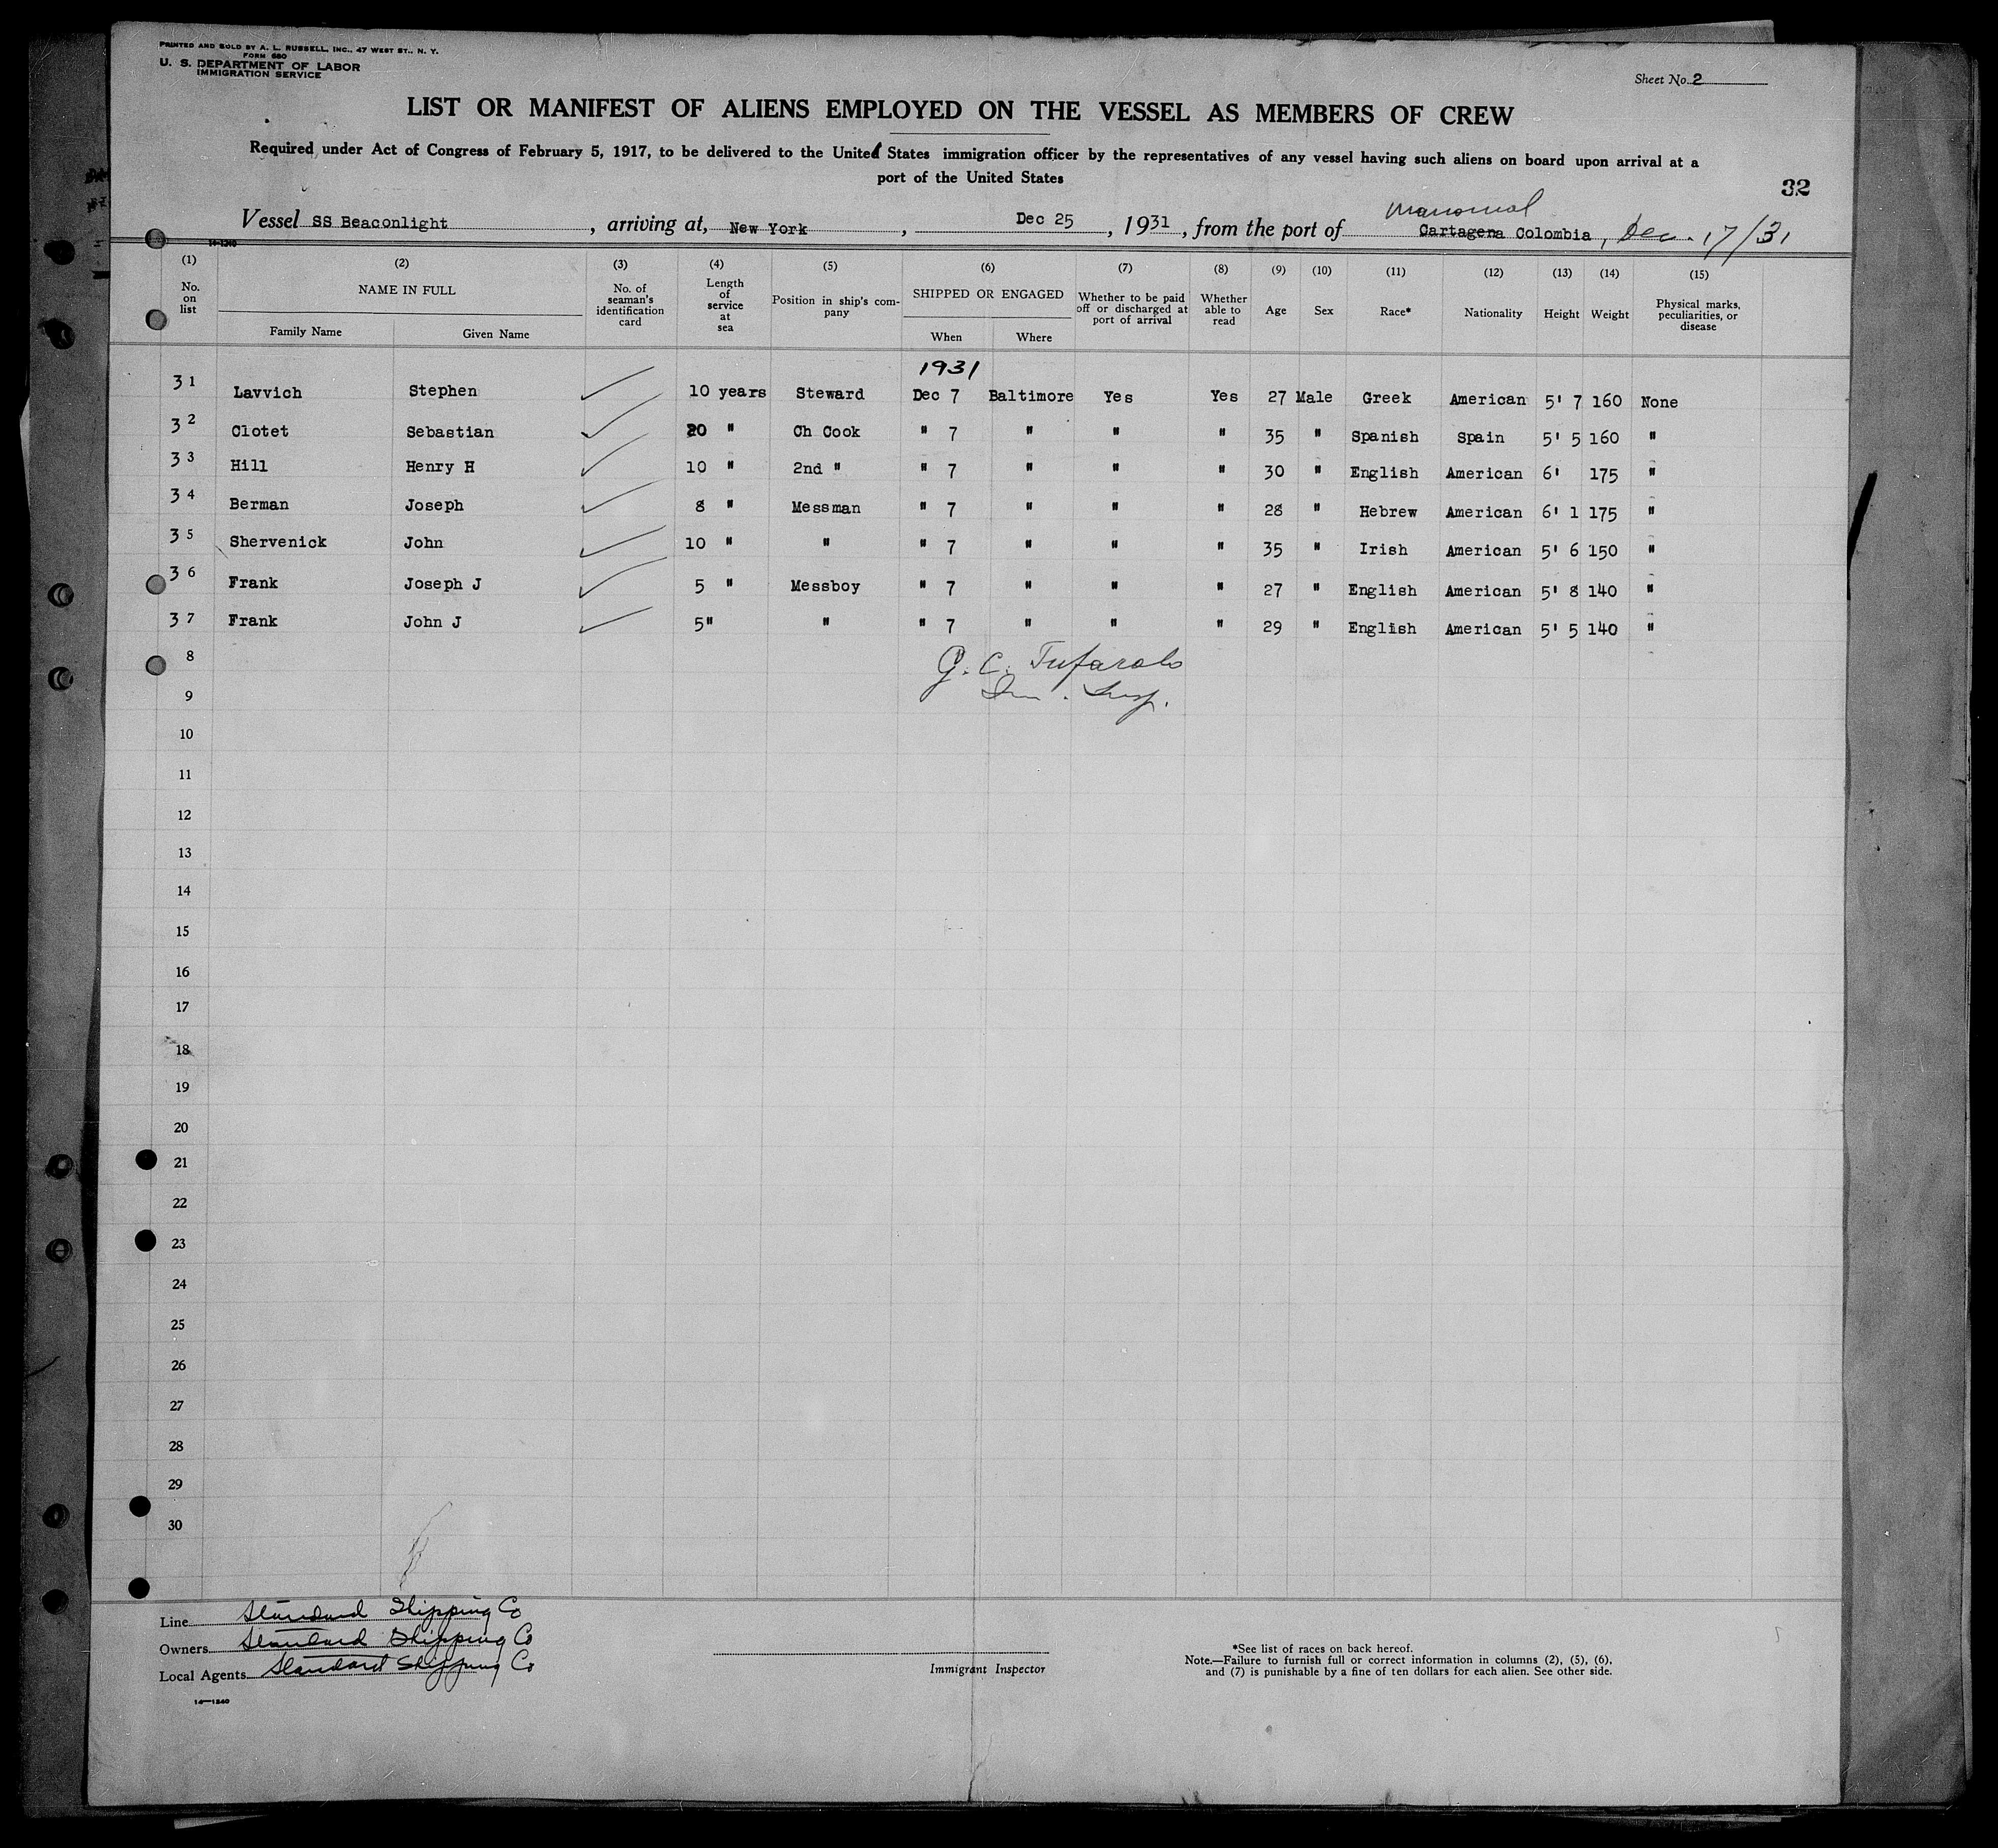 PRINTED AND SOLD BY A. L. RUSSELL, INC., 47 WEST ST., N. Y.
FORM 680
U. S. DEPARTMENT OF LABOR
IMMIGRATION SERVICE
Sheet No. 2
LIST OR MANIFEST OF ALIENS EMPLOYED ON THE VESSEL AS MEMBERS OF CREW
Required under Act of Congress of February 5, 1917, to be delivered to the United States immigration officer by the representatives of any vessel having such aliens on board upon arrival at a
port of the United States
32
Vessel SS Beaconlight, arriving at, New York, Dec 25, 1931, from the port of Cartagena Colombia, Dec. 17/31
14-1240
(1) (2) (3) (4) (5) (6) (7) (8) (9) (10) (11) (12) (13) (14) (15)
No. on list NAME IN FULL Family Name Given Name No. of seaman's identification card Length of service at sea Position in ship's company SHIPPED OR ENGAGED When Where Whether to be paid off or discharged at port of arrival Whether able to read Age Sex Race* Nationality Height Weight Physical marks, peculiarities, or disease
1931
31 Lavvich Stephen 10 years Steward Dec 7 Baltimore Yes Yes 27 Male Greek American 5' 7 160 None
32 Clotet Sebastian 20 " Ch Cook " 7 " " " 35 " Spanish Spain 5' 5 160 "
33 Hill Henry H 10 " 2nd " " 7 " " " 30 " English American 6' 175 "
34 Berman Joseph 8 " Messman " 7 " " " 28 " Hebrew American 6' 1 175 "
35 Shervenick John 10 " " " 7 " " " 35 " Irish American 5' 6 150 "
36 Frank Joseph J 5 " Messboy " 7 " " " 27 " English American 5' 8 140 "
37 Frank John J 5" " " 7 " " " 29 " English American 5' 5 140 "
8 G. C. Tufarolo
9 Imm. Insp.
10
11
12
13
14
15
16
17
18
19
20
21
22
23
24
25
26
27
28
29
30
Line Standard Shipping Co
Owners Standard Shipping Co
Local Agents Standard Shipping Co
14—1240
Immigrant Inspector
*See list of races on back hereof.
Note.—Failure to furnish full or correct information in columns (2), (5), (6),
and (7) is punishable by a fine of ten dollars for each alien. See other side.